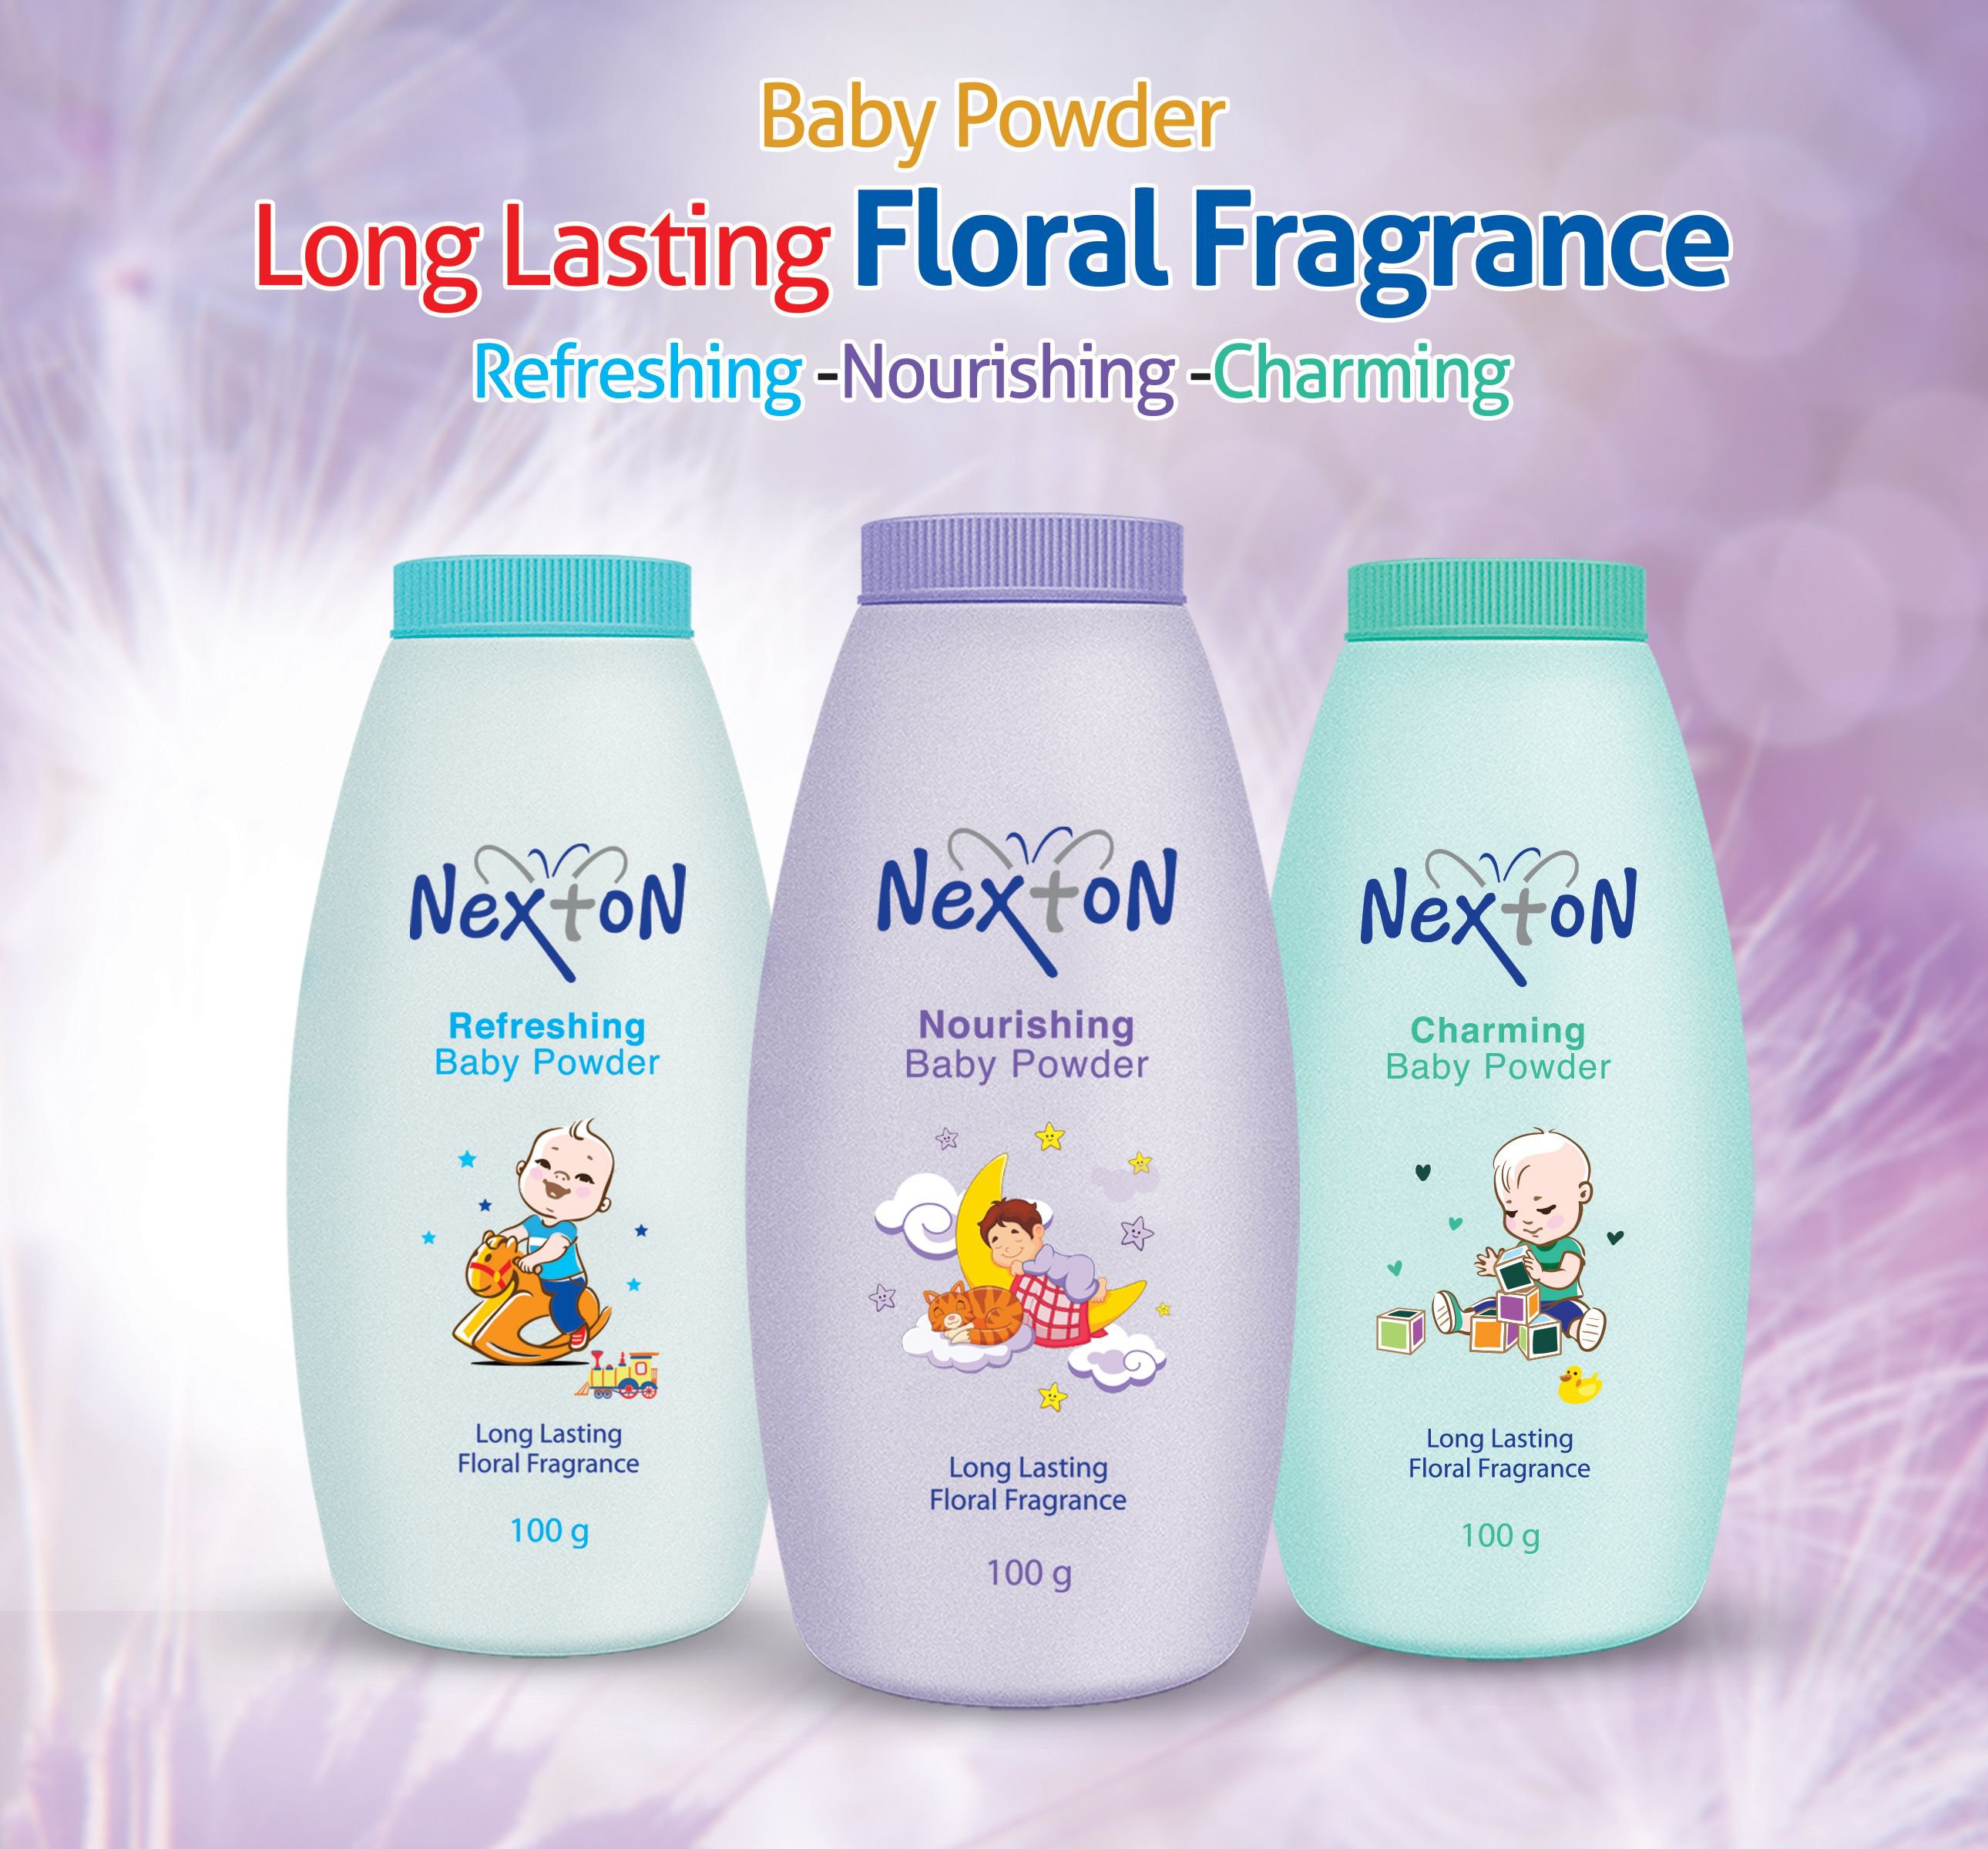 Baby Powder
Long Lasting Floral Fragrance
Refreshing -Nourishing -Charming
Nexton
Refreshing
Baby Powder
Long Lasting
Floral Fragrance
100 g
Nexton
Nourishing
Baby Powder
Long Lasting
Floral Fragrance
100 g
Nexton
Charming
Baby Powder
Long Lasting
Floral Fragrance
100 g